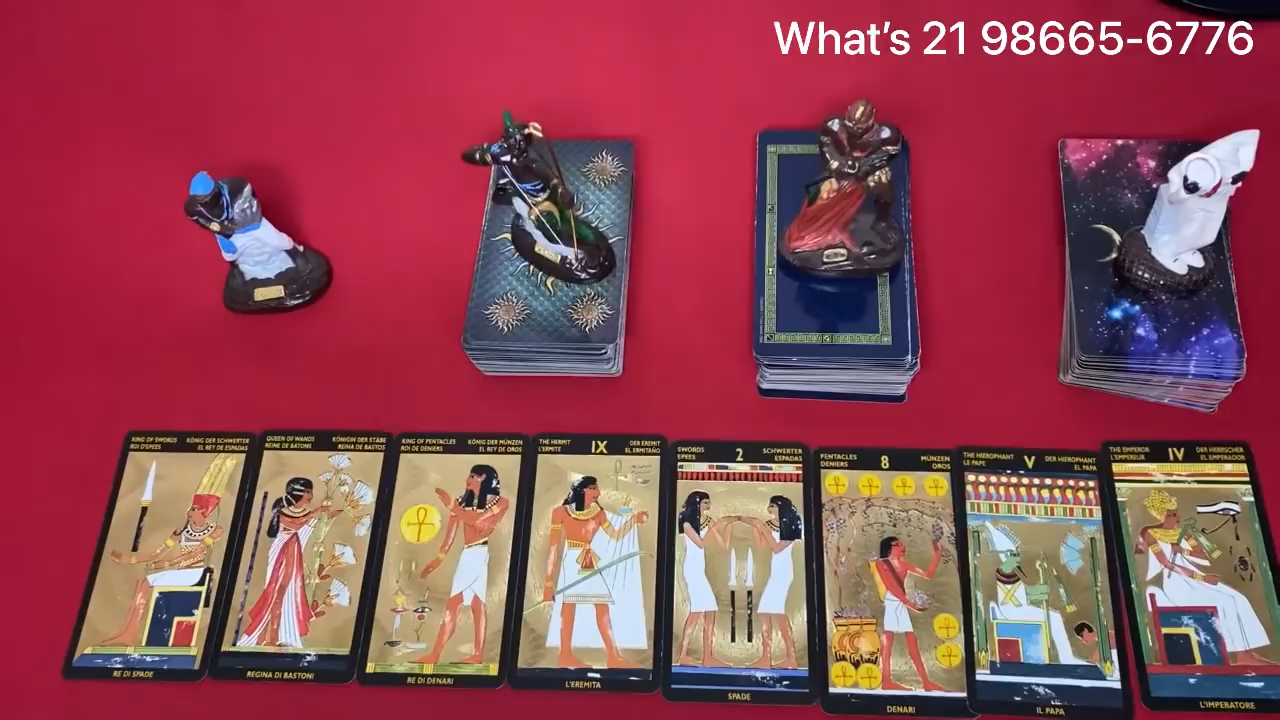 What's 21 98665-6776
KING OF SWORDS
ROI D'EPEES
KÖNIG DER SCHWERTER
EL REY DE ESPADAS
RE DI SPADE
QUEEN OF WANDS
REINE DE BÂTONS
KÖNIGIN DER STÄBE
REINA DE BASTOS
REGINA DI BASTONI
KING OF PENTACLES
ROI DE DENIERS
KÖNIG DER MÜNZEN
EL REY DE OROS
RE DI DENARI
THE HERMIT
L'ERMITE
IX
DER EREMIT
EL ERMITAÑO
L'EREMITA
SWORDS
EPEES
2
SCHWERTER
ESPADAS
SPADE
PENTACLES
DENIERS
8
MÜNZEN
OROS
DENARI
THE HIEROPHANT
LE PAPE
V
DER HIEROPHANT
EL PAPA
IL PAPA
THE EMPEROR
L'EMPEREUR
IV
DER HERRSCHER
EL EMPERADOR
L'IMPERATORE